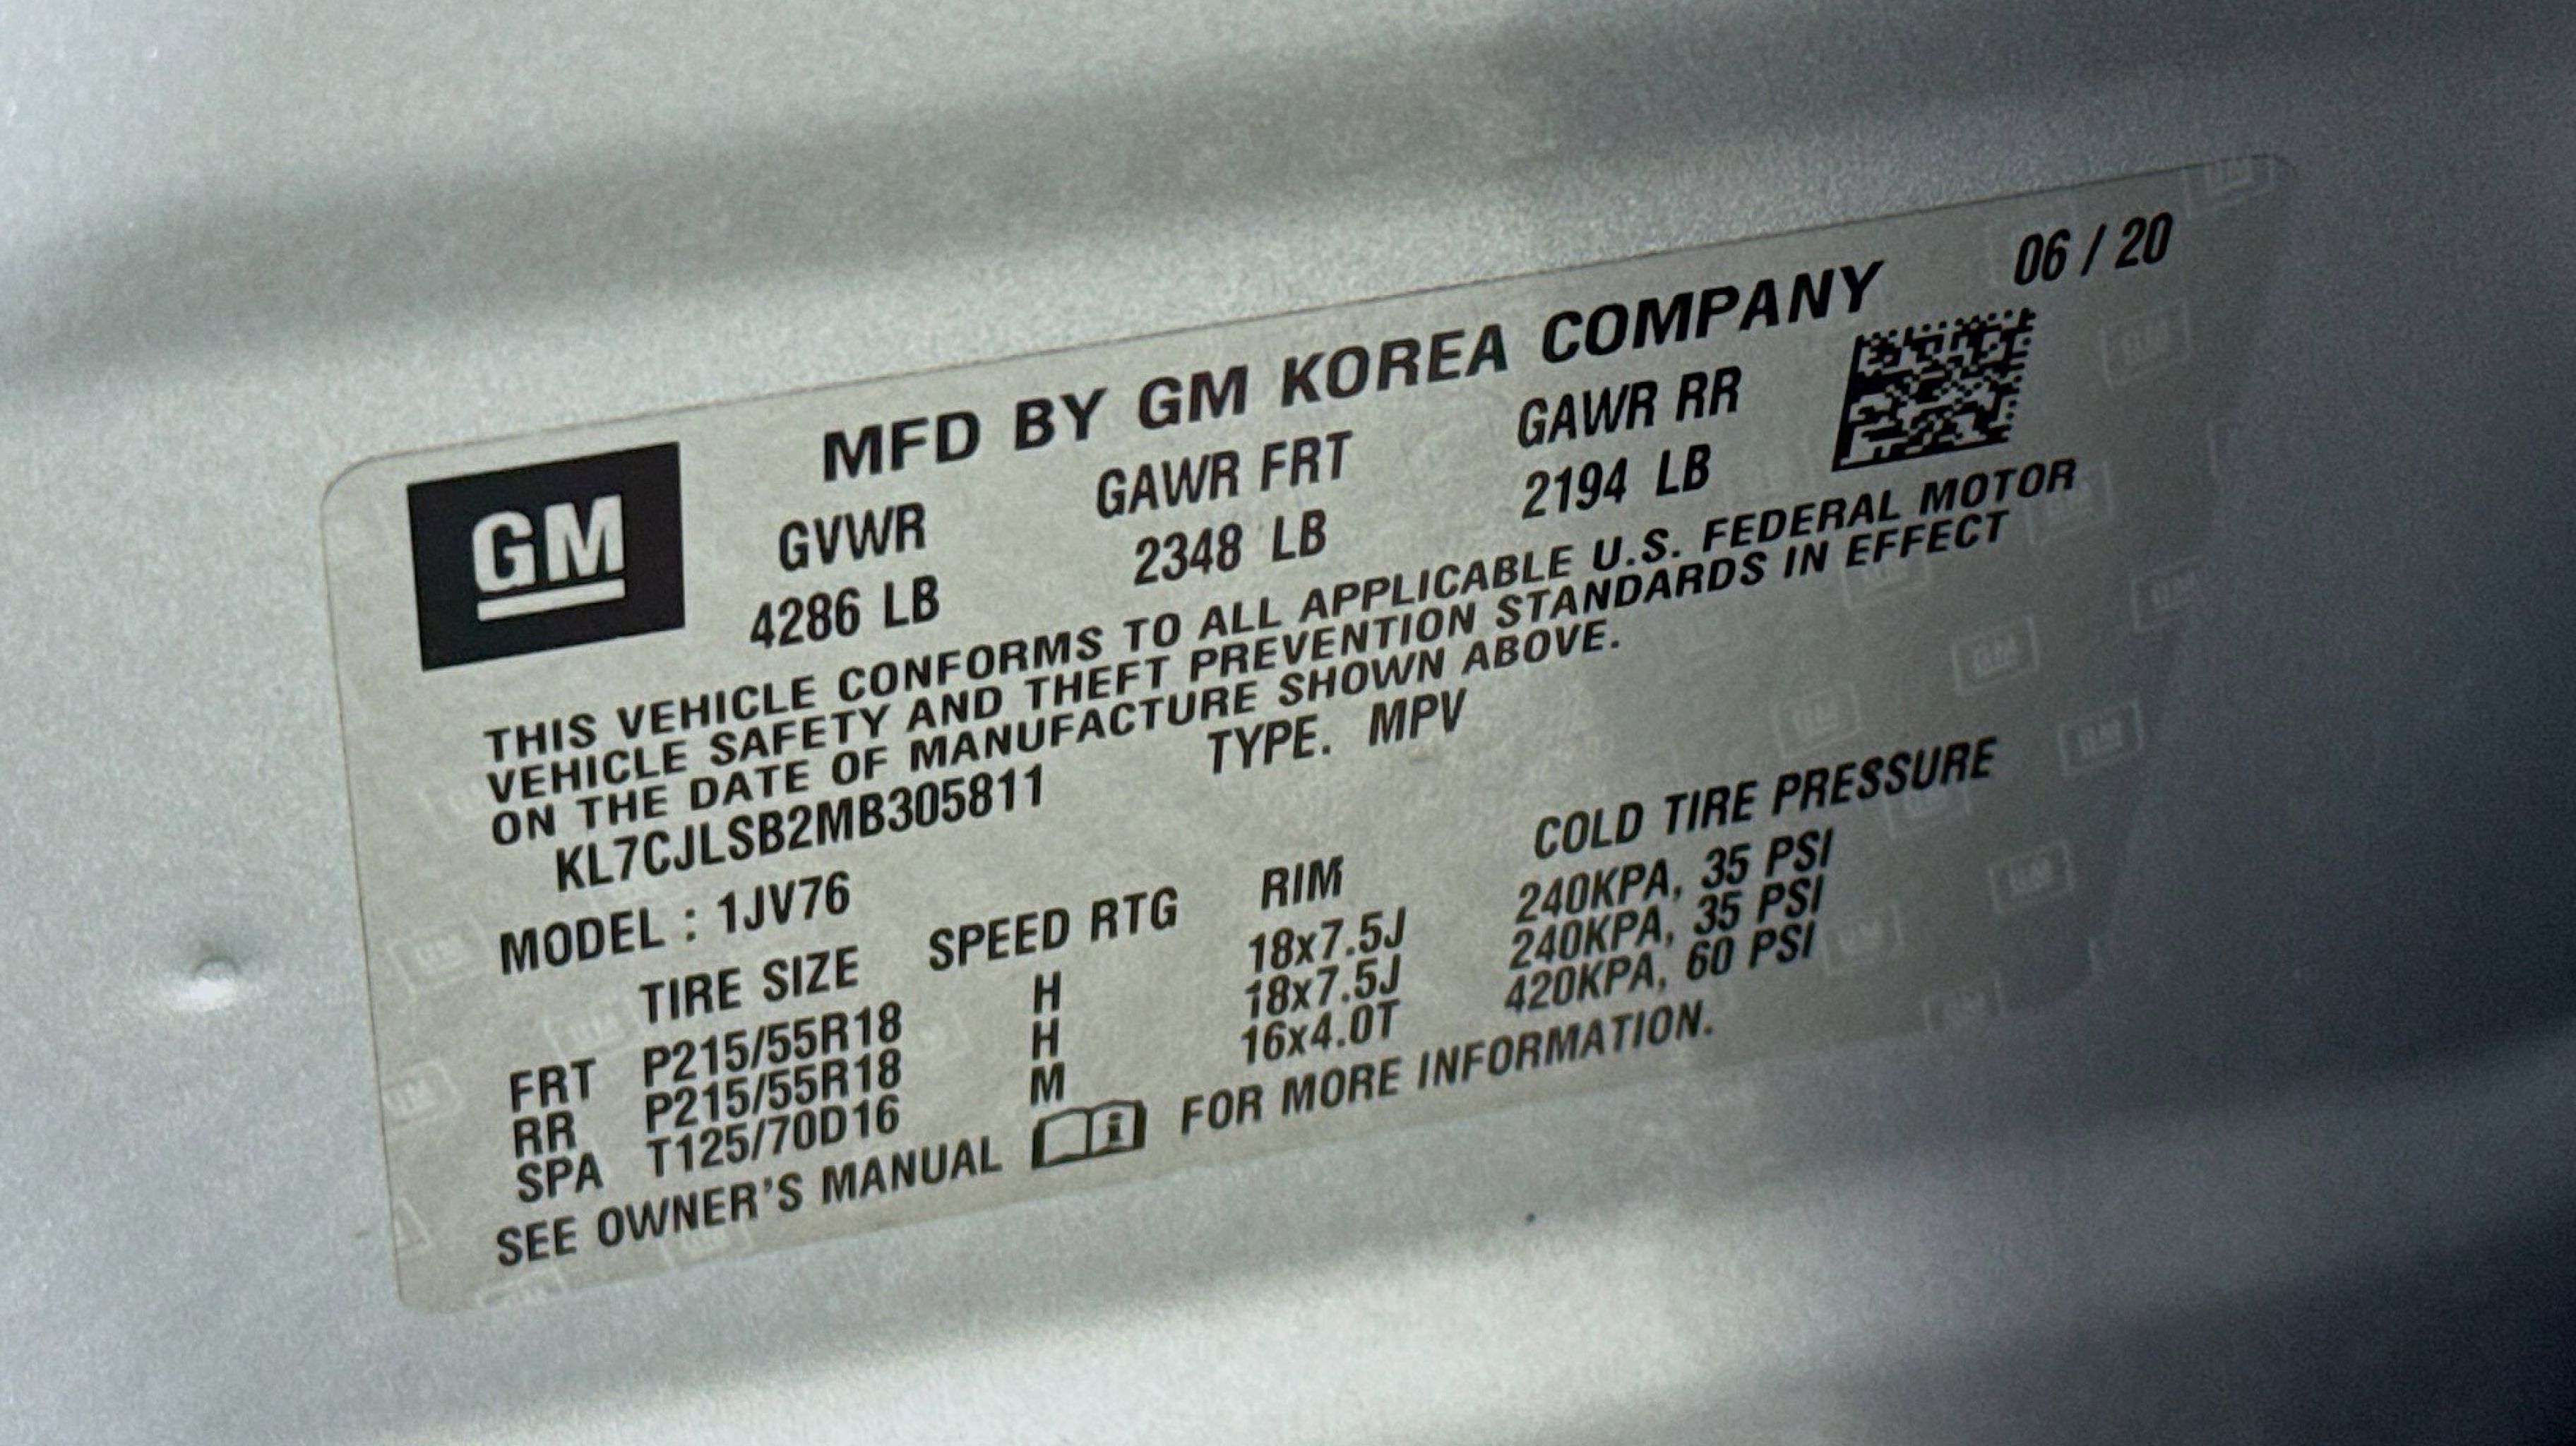 06 / 20
MFD BY GM KOREA COMPANY
GM
GVWR GAWR FRT GAWR RR
4286 LB 2348 LB 2194 LB
THIS VEHICLE CONFORMS TO ALL APPLICABLE U.S. FEDERAL MOTOR
VEHICLE SAFETY AND THEFT PREVENTION STANDARDS IN EFFECT
ON THE DATE OF MANUFACTURE SHOWN ABOVE.
KL7CJLSB2MB305811 TYPE. MPV
MODEL : 1JV76
TIRE SIZE SPEED RTG RIM COLD TIRE PRESSURE
FRT P215/55R18 H 18x7.5J 240KPA, 35 PSI
RR P215/55R18 H 18x7.5J 240KPA, 35 PSI
SPA T125/70D16 M 16x4.0T 420KPA, 60 PSI
SEE OWNER'S MANUAL i FOR MORE INFORMATION.